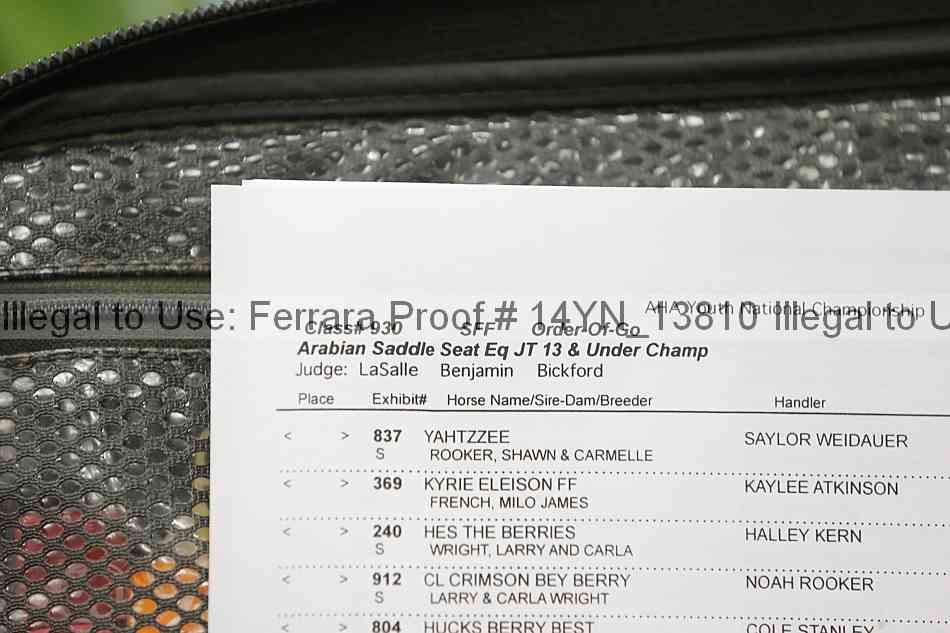 AHA Youth National Championship
Illegal to Use: Ferrara Proof # 14YN_13810 Illegal to U
Class# 930 SFF Order-Of-Go
Arabian Saddle Seat Eq JT 13 & Under Champ
Judge: LaSalle Benjamin Bickford
Place Exhibit# Horse Name/Sire-Dam/Breeder Handler
< > 837 YAHTZZEE SAYLOR WEIDAUER
S ROOKER, SHAWN & CARMELLE
< > 369 KYRIE ELEISON FF KAYLEE ATKINSON
FRENCH, MILO JAMES
< > 240 HES THE BERRIES HALLEY KERN
S WRIGHT, LARRY AND CARLA
< > 912 CL CRIMSON BEY BERRY NOAH ROOKER
S LARRY & CARLA WRIGHT
< > 804 HUCKS BERRY BEST COLE STANLEY